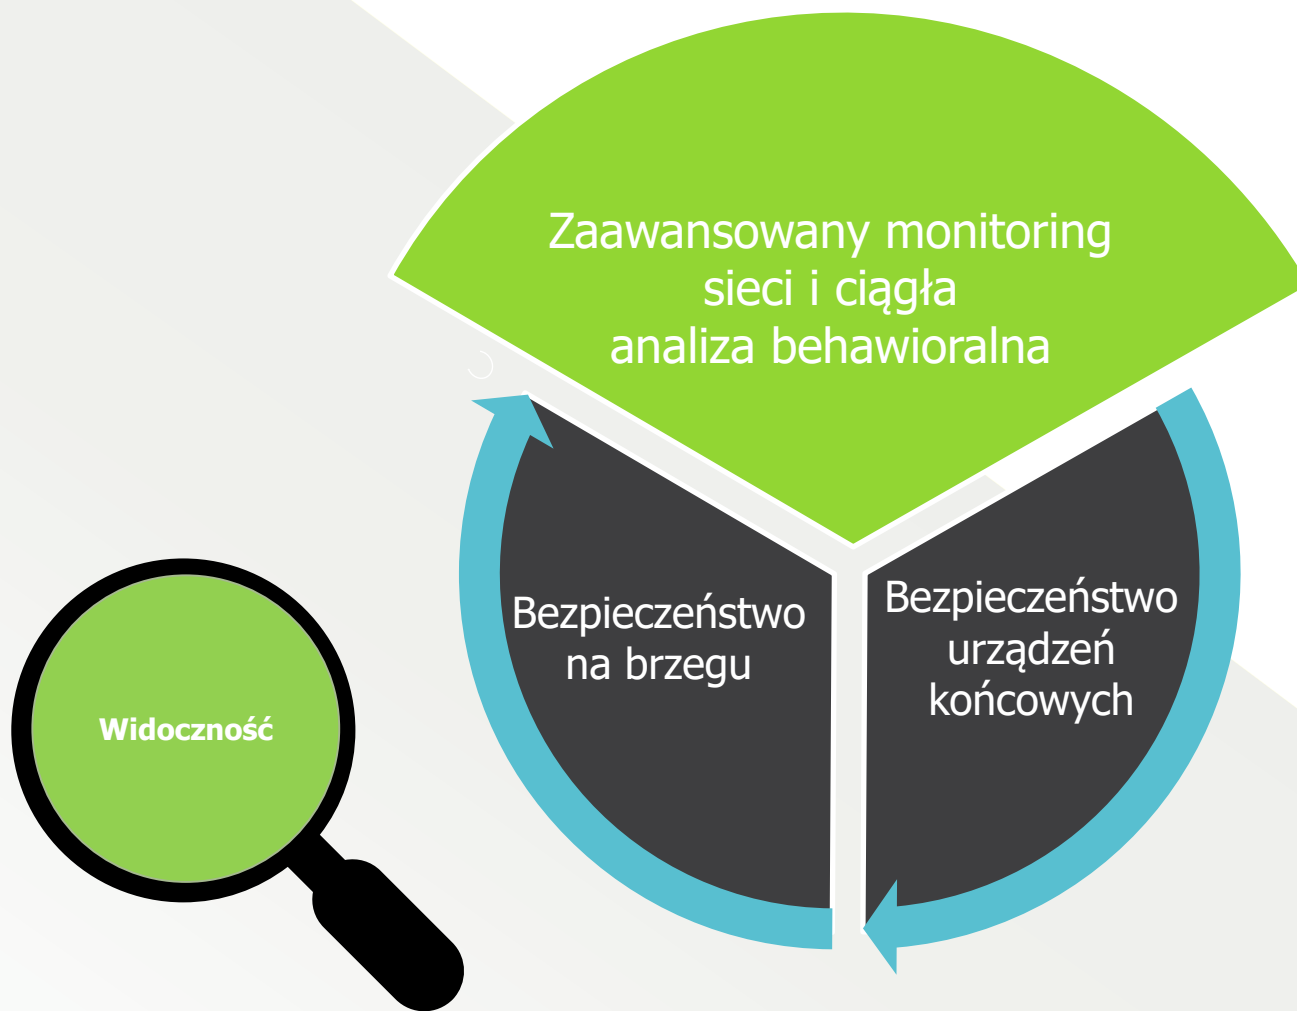 Zaawansowany monitoring
sieci i ciągła
analiza behawioralna
Bezpieczeństwo
na brzegu
Bezpieczeństwo
urządzeń
końcowych
Widoczność